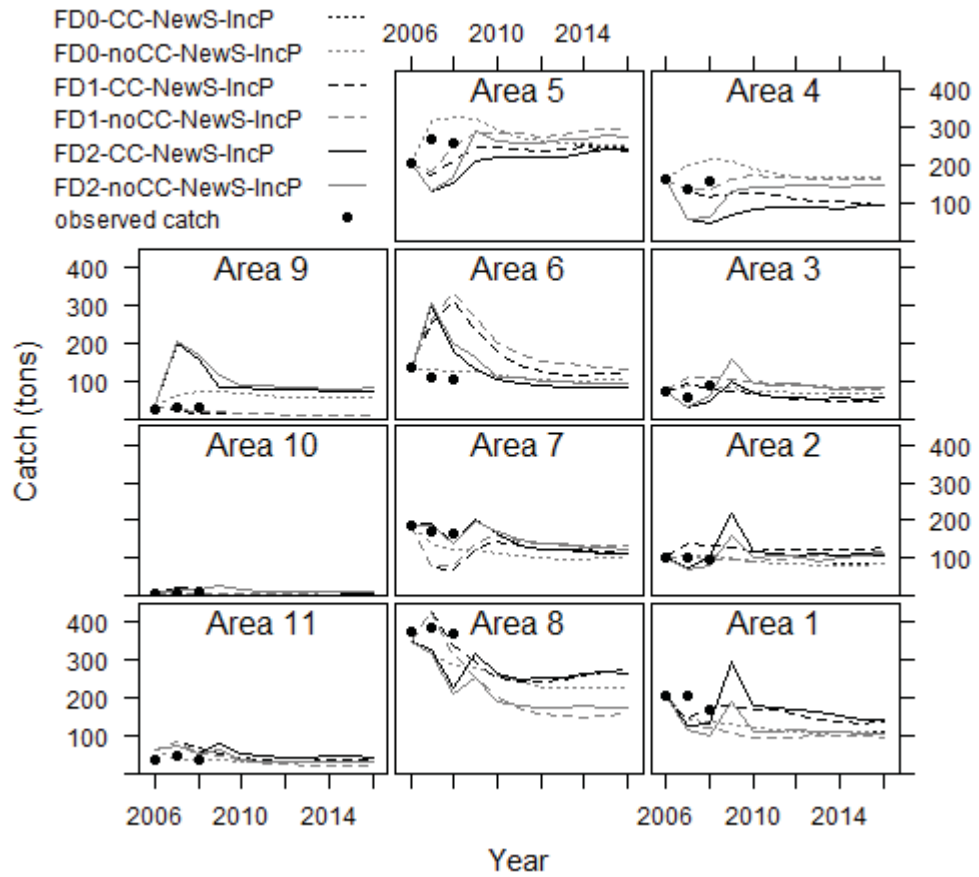 FD0-CC-NewS-IncP
FD0-noCC-NewS-IncP
FD1-CC-NewS-IncP
FD1-noCC-NewS-IncP
FD2-CC-NewS-IncP
FD2-noCC-NewS-IncP
observed catch
2006 2010 2014
Area 5
Area 4
400
300
200
100
400
300
200
100
Area 9
Area 6
Area 3
Area 10
Area 7
Area 2
400
300
200
100
400
300
200
100
Area 11
Area 8
Area 1
2006 2010 2014
2006 2010 2014
Catch (tons)
Year